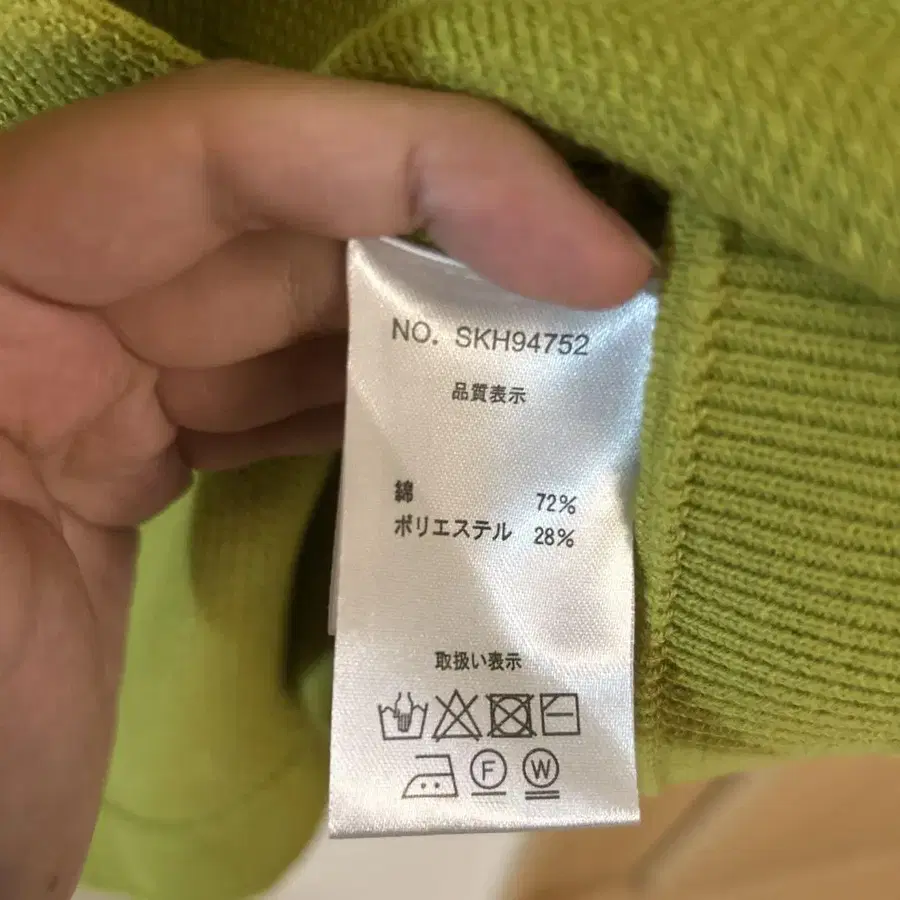 NO. SKH94752
品質表示
綿 72%
ポリエステル 28%
取扱い表示
F W